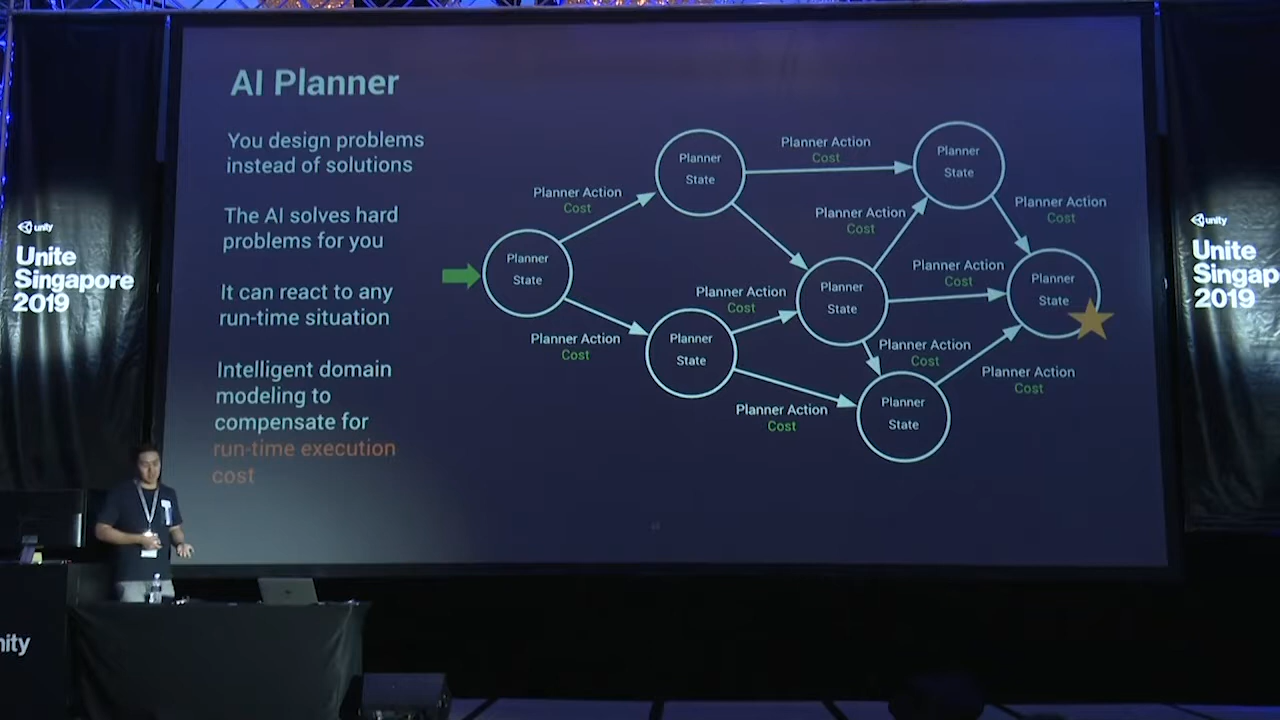 AI Planner
You design problems
instead of solutions
The AI solves hard
problems for you
It can react to any
run-time situation
Intelligent domain
modeling to
compensate for
run-time execution
cost
Planner
State
Planner Action
Cost
Planner
State
Planner Action
Cost
Planner
State
Planner Action
Cost
Planner Action
Cost
Planner Action
Cost
Planner
State
Planner Action
Cost
Planner
State
Planner Action
Cost
Planner
State
Planner Action
Cost
Planner Action
Cost
Planner
State
Planner Action
Cost
unity
Unite
Singapore
2019
unity
Unite
Singap
2019
nity